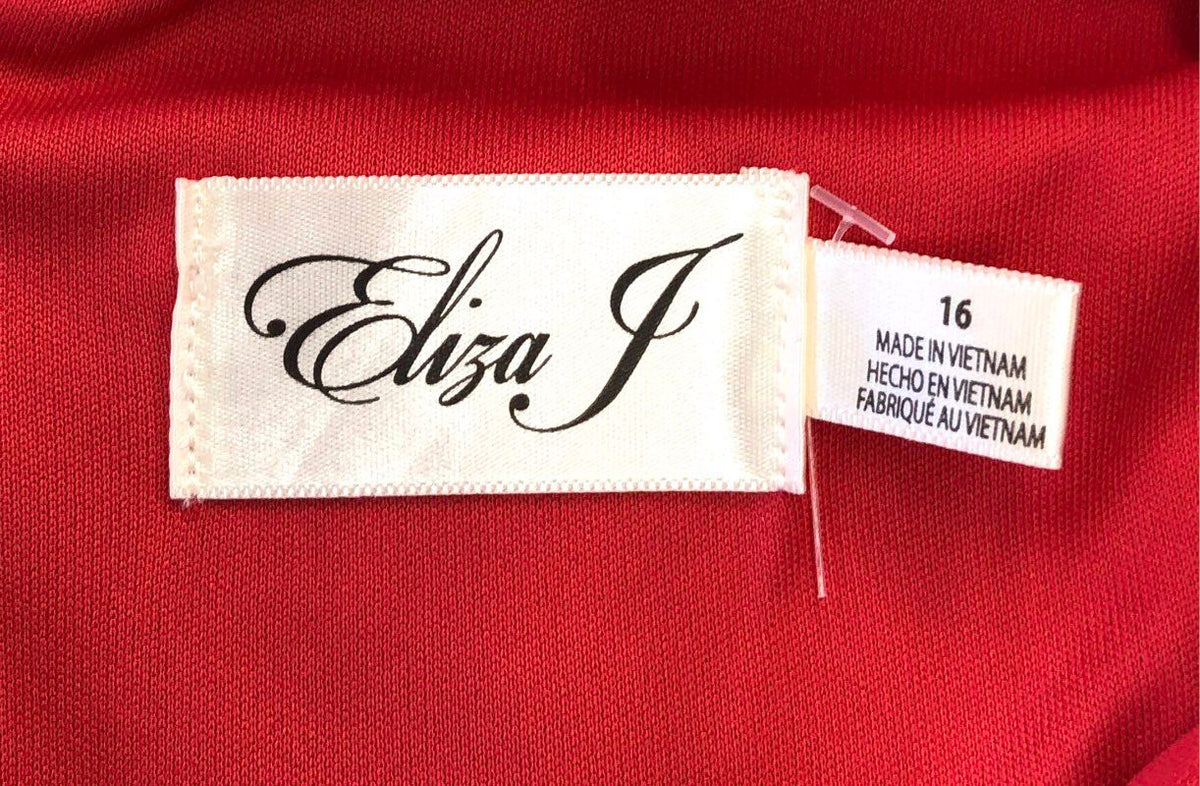 Eliza J
16
MADE IN VIETNAM
HECHO EN VIETNAM
FABRIQUÉ AU VIETNAM